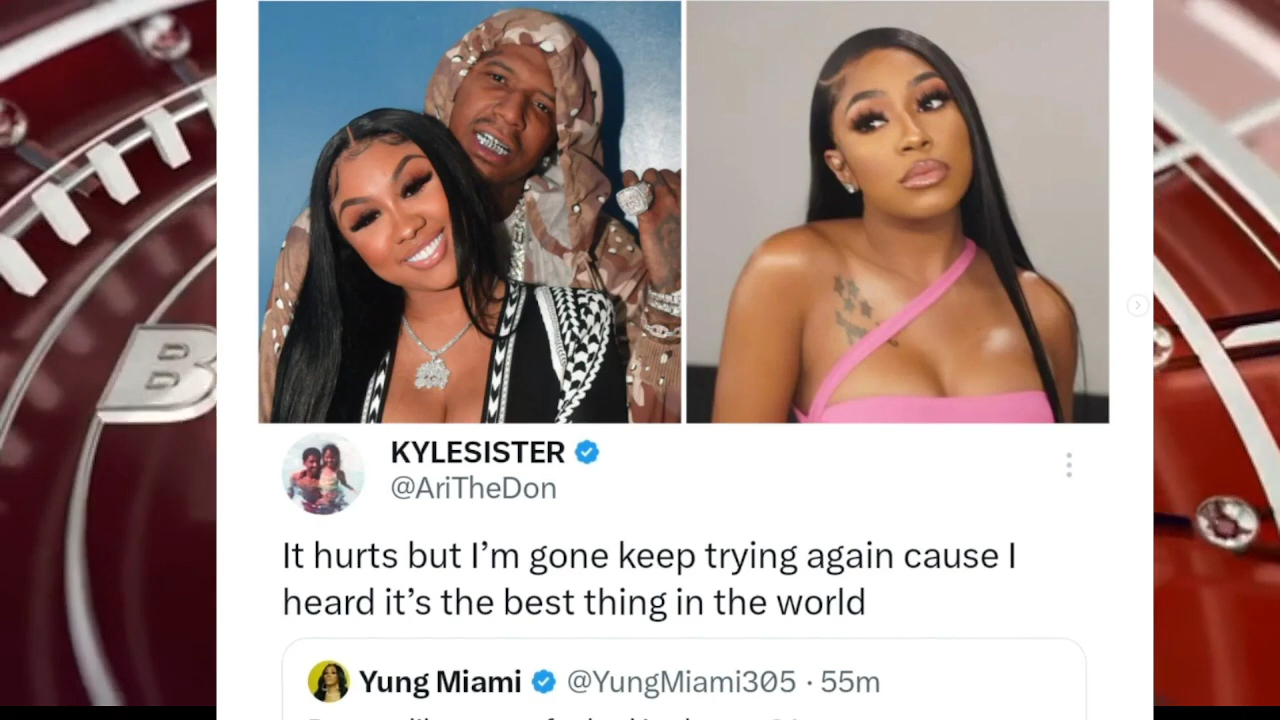 B
KYLESISTER
@AriTheDon
It hurts but I’m gone keep trying again cause I
heard it’s the best thing in the world
Yung Miami @YungMiami305 · 55m